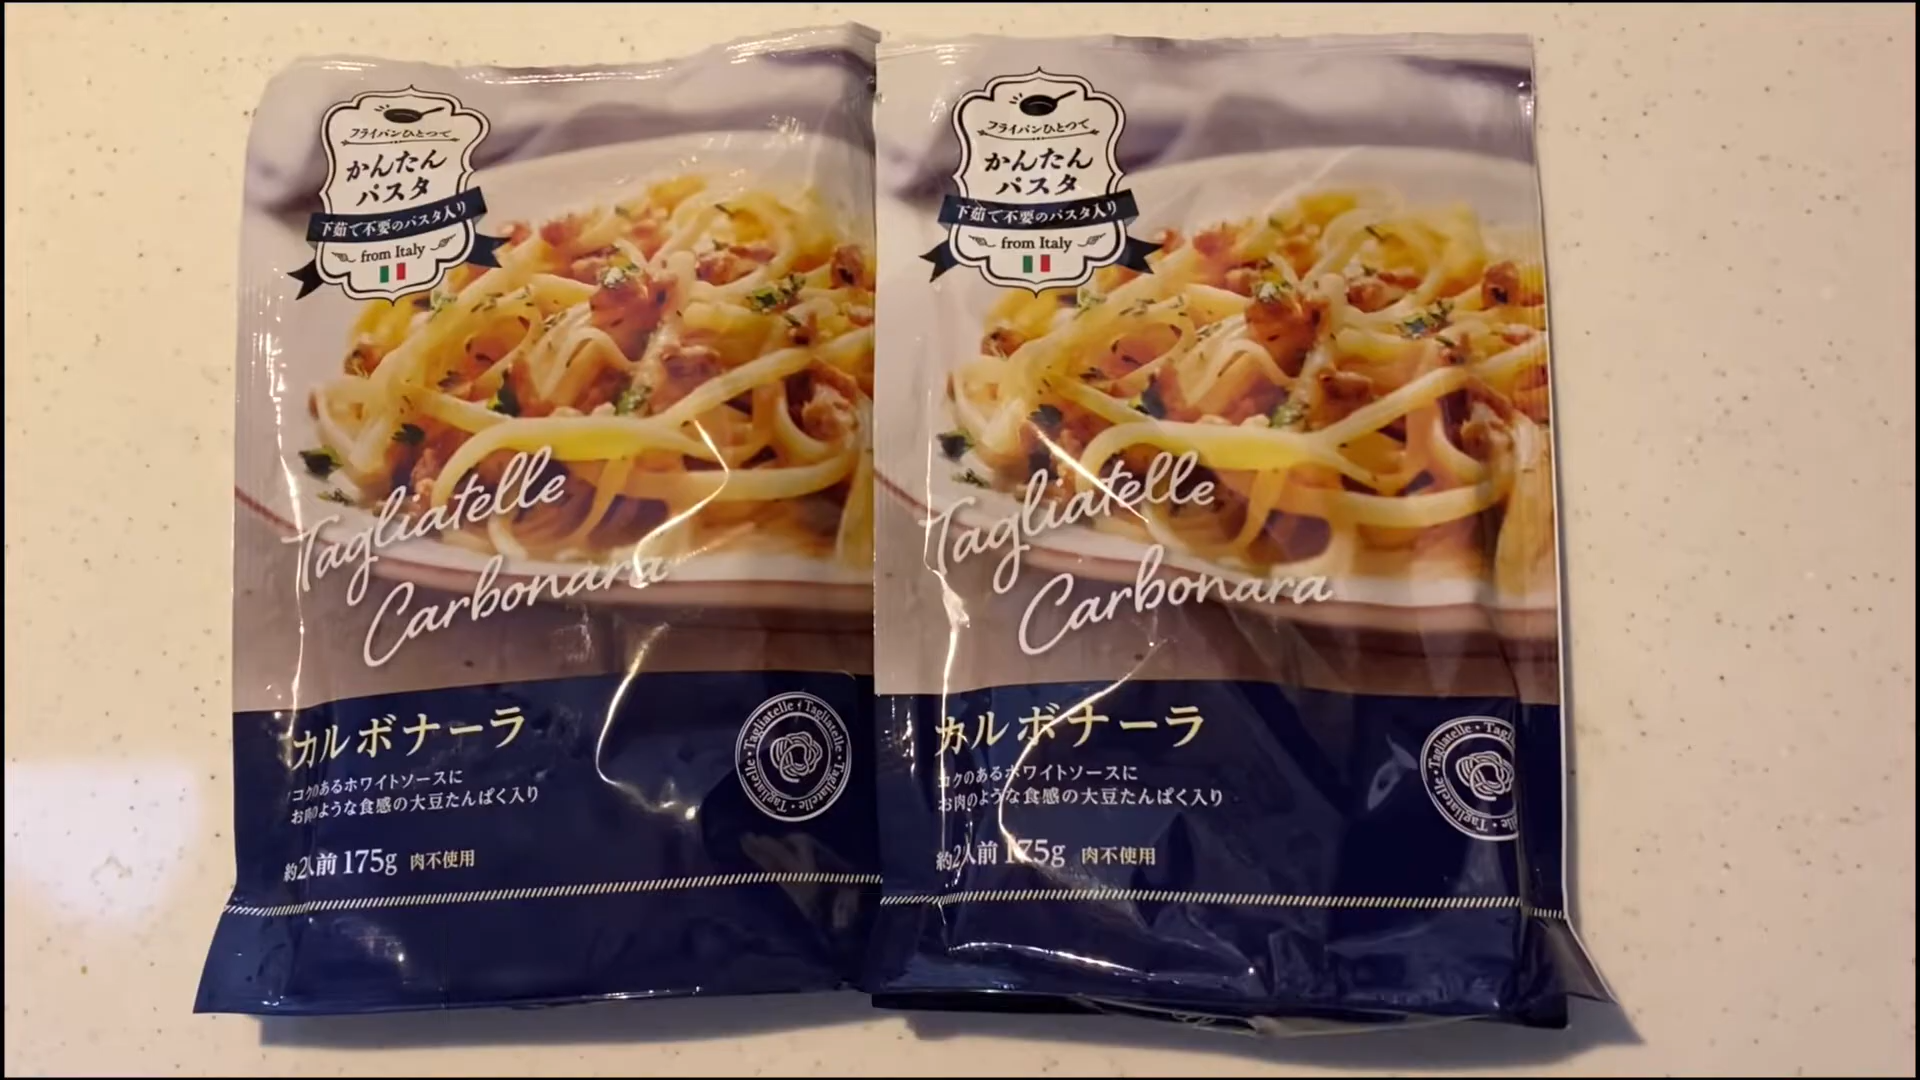 フライパンひとつで
かんたん
パスタ
下茹で不要のパスタ入り
from Italy
Tagliatelle
Carbonara
カルボナーラ
コクのあるホワイトソースに
お肉のような食感の大豆たんぱく入り
約2人前 175g 肉不使用
Tagliatelle • Tagliatelle • Tagliatelle • Tagliatelle
フライパンひとつで
かんたん
パスタ
下茹で不要のパスタ入り
from Italy
Tagliatelle
Carbonara
カルボナーラ
コクのあるホワイトソースに
お肉のような食感の大豆たんぱく入り
約2人前 175g 肉不使用
Tagliatelle • Tagl